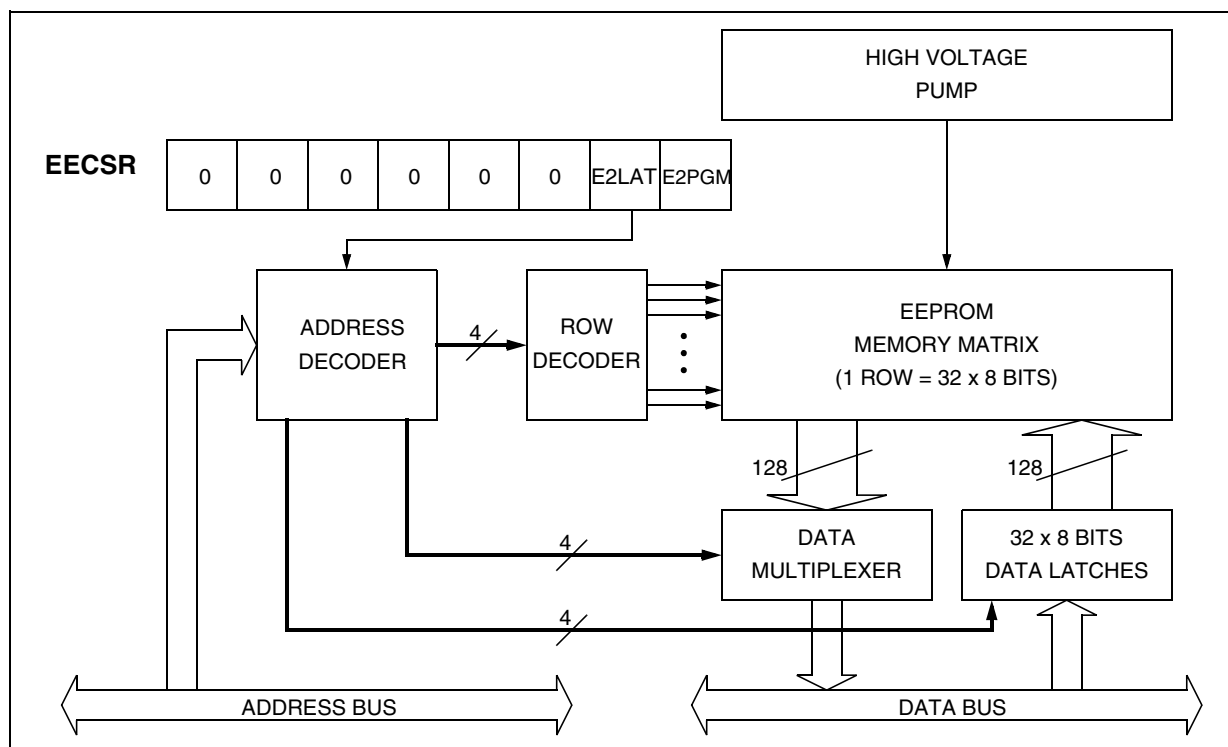 HIGH VOLTAGE
PUMP
EECSR
0 0 0 0 0 0 E2LAT E2PGM
ADDRESS
DECODER
4
ROW
DECODER
EEPROM
MEMORY MATRIX
(1 ROW = 32 x 8 BITS)
128
128
4
DATA
MULTIPLEXER
32 x 8 BITS
DATA LATCHES
4
ADDRESS BUS
DATA BUS